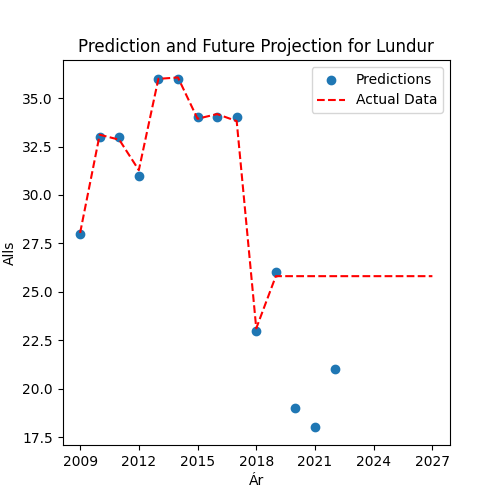 Prediction and Future Projection for Lundur
Predictions
Actual Data
Alls
35.0
32.5
30.0
27.5
25.0
22.5
20.0
17.5
2009 2012 2015 2018 2021 2024 2027
Ár